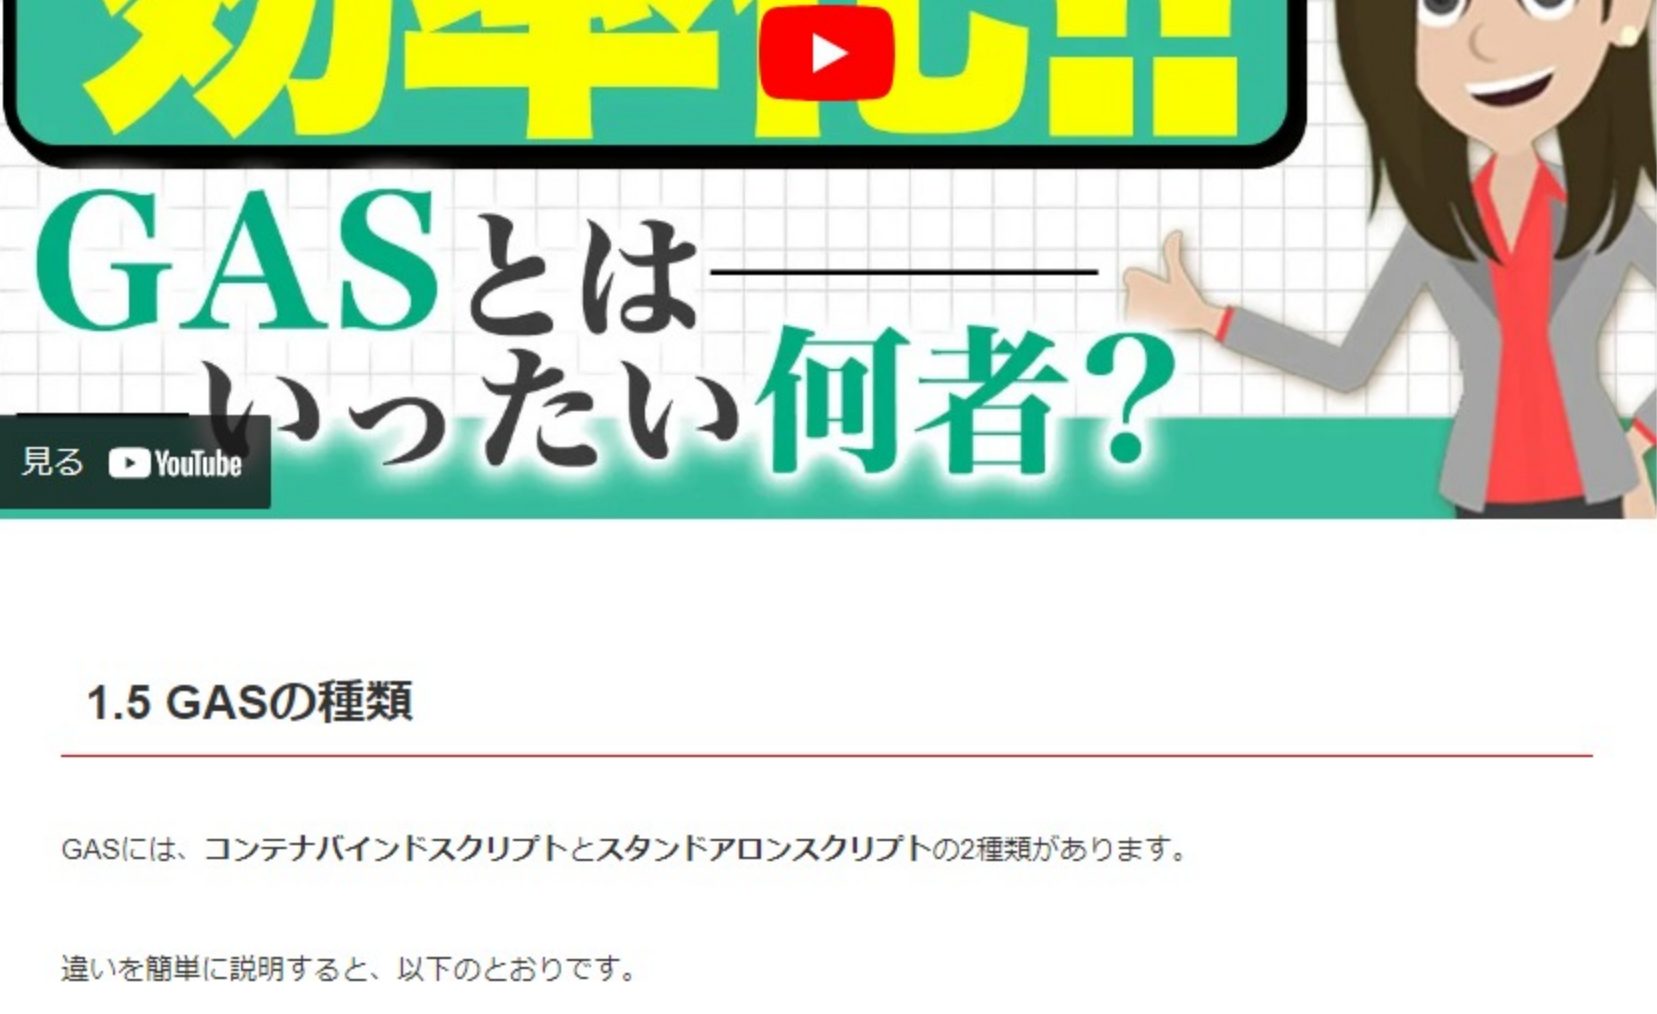 効率化!!
GASとは
いったい何者?
見る YouTube
1.5 GASの種類
GASには、コンテナバインドスクリプトとスタンドアロンスクリプトの2種類があります。
違いを簡単に説明すると、以下のとおりです。